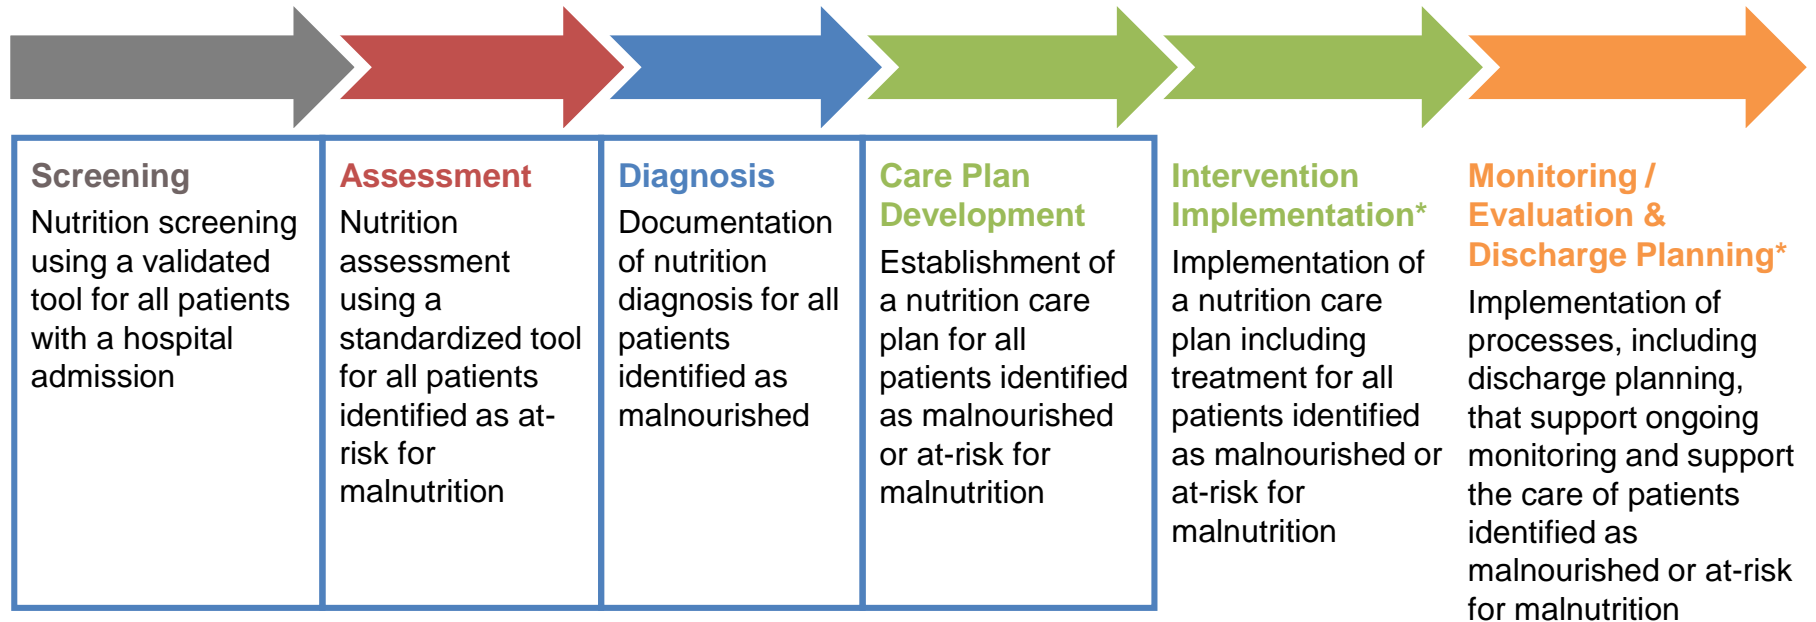 Screening
Nutrition screening
using a validated
tool for all patients
with a hospital
admission
Assessment
Nutrition
assessment
using a
standardized tool
for all patients
identified as at-
risk for
malnutrition
Diagnosis
Documentation
of nutrition
diagnosis for all
patients
identified as
malnourished
Care Plan
Development
Establishment of
a nutrition care
plan for all
patients identified
as malnourished
or at-risk for
malnutrition
Intervention
Implementation*
Implementation of
a nutrition care
plan including
treatment for all
patients identified
as malnourished or
at-risk for
malnutrition
Monitoring /
Evaluation &
Discharge Planning*
Implementation of
processes, including
discharge planning,
that support ongoing
monitoring and support
the care of patients
identified as
malnourished or at-risk
for malnutrition